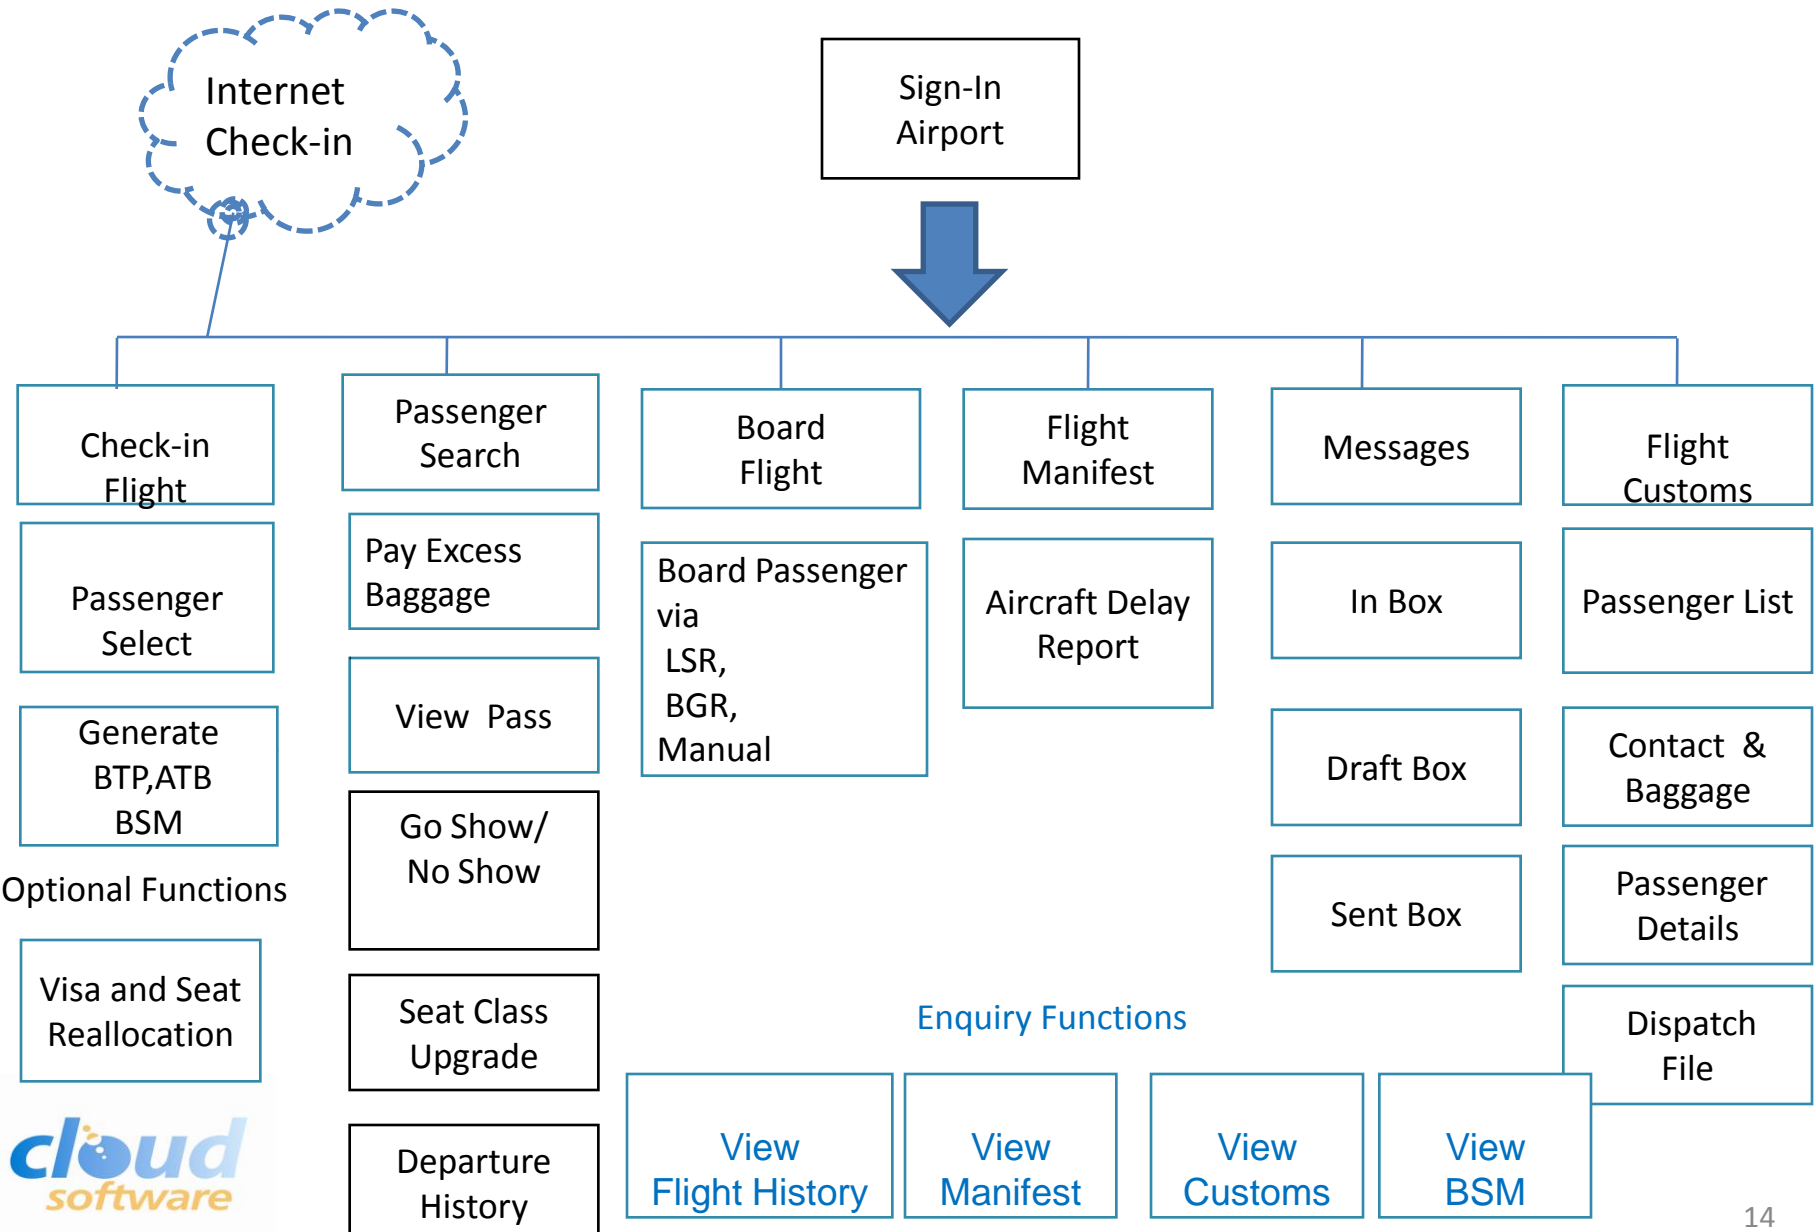 Internet
Check-in
Sign-In
Airport
Check-in
Flight
Passenger
Select
Generate
BTP,ATB
BSM
Optional Functions
Visa and Seat
Reallocation
Passenger
Search
Pay Excess
Baggage
View Pass
Go Show/
No Show
Seat Class
Upgrade
Departure
History
Board
Flight
Board Passenger
via
LSR,
BGR,
Manual
Flight
Manifest
Aircraft Delay
Report
Messages
In Box
Draft Box
Sent Box
Flight
Customs
Passenger List
Contact &
Baggage
Passenger
Details
Dispatch
File
Enquiry Functions
View
Flight History
View
Manifest
View
Customs
View
BSM
cloud
software
14